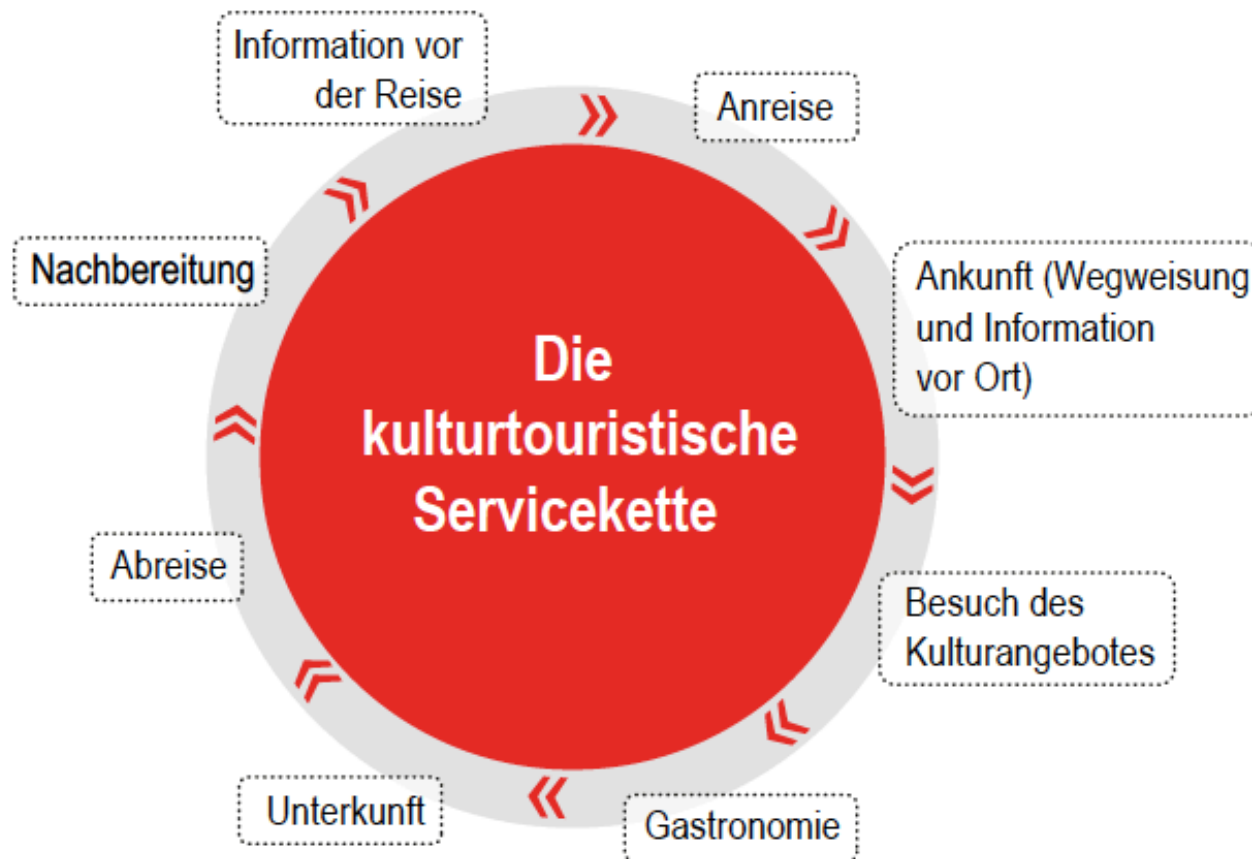 Information vor
der Reise
Anreise
Ankunft (Wegweisung
und Information
vor Ort)
Besuch des
Kulturangebotes
Gastronomie
Unterkunft
Abreise
Nachbereitung
Die
kulturtouristische
Servicekette